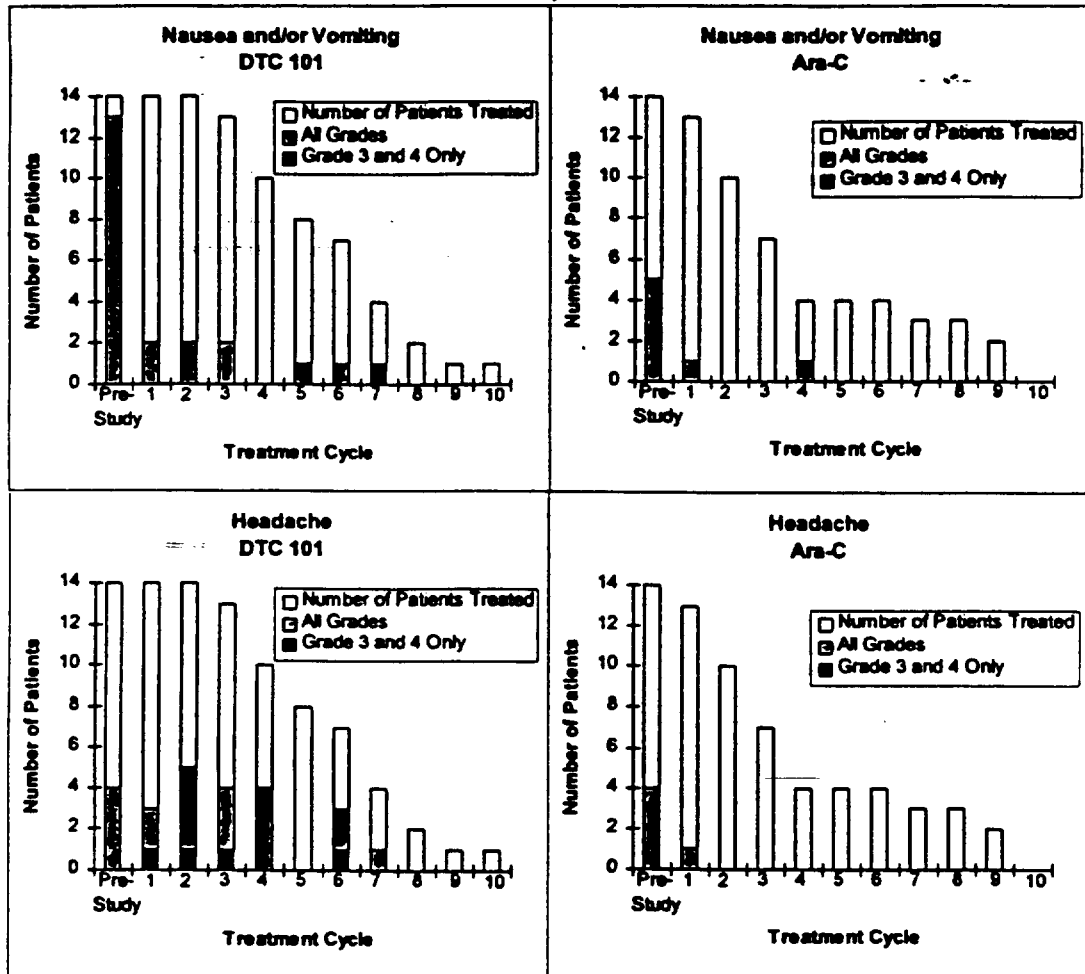 Nausea and/or Vomiting
DTC 101
Number of Patients
14
12
10
8
6
4
2
0
Number of Patients Treated
All Grades
Grade 3 and 4 Only
Pre-Study 1 2 3 4 5 6 7 8 9 10
Treatment Cycle
Nausea and/or Vomiting
Ara-C
Number of Patients
14
12
10
8
6
4
2
0
Number of Patients Treated
All Grades
Grade 3 and 4 Only
Pre-Study 1 2 3 4 5 6 7 8 9 10
Treatment Cycle
Headache
DTC 101
Number of Patients
14
12
10
8
6
4
2
0
Number of Patients Treated
All Grades
Grade 3 and 4 Only
Pre-Study 1 2 3 4 5 6 7 8 9 10
Treatment Cycle
Headache
Ara-C
Number of Patients
14
12
10
8
6
4
2
0
Number of Patients Treated
All Grades
Grade 3 and 4 Only
Pre-Study 1 2 3 4 5 6 7 8 9 10
Treatment Cycle